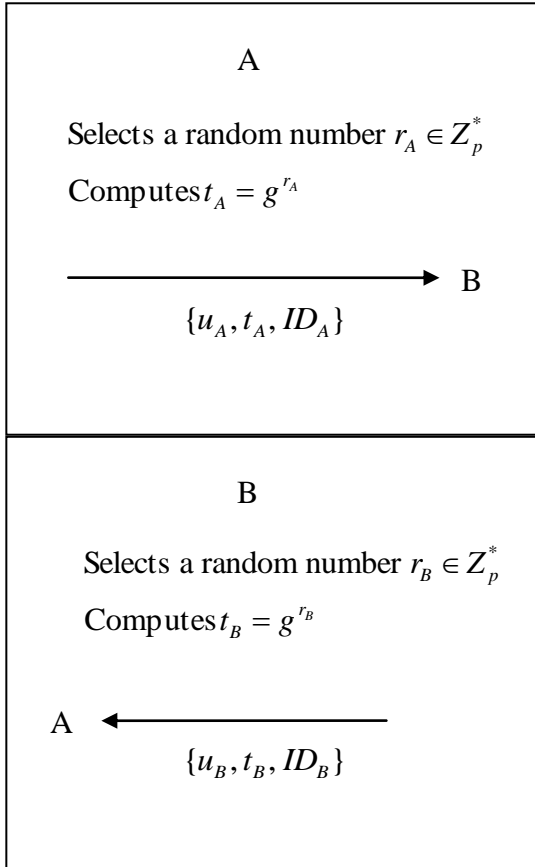 A
Selects a random number r_A ∈ Z_p^*
Computes t_A = g^{r_A}
B
{u_A, t_A, ID_A}
B
Selects a random number r_B ∈ Z_p^*
Computes t_B = g^{r_B}
A
{u_B, t_B, ID_B}